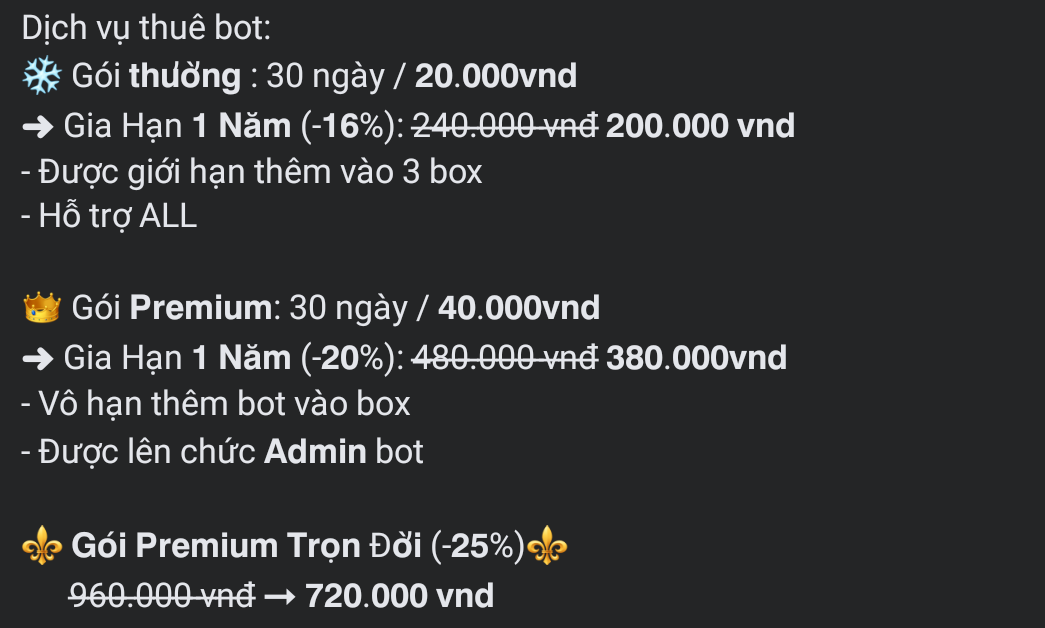 Dịch vụ thuê bot:
❄️ Gói thường : 30 ngày / 20.000vnd
➜ Gia Hạn 1 Năm (-16%): 240.000 vnđ 200.000 vnd
- Được giới hạn thêm vào 3 box
- Hỗ trợ ALL
👑 Gói Premium: 30 ngày / 40.000vnd
➜ Gia Hạn 1 Năm (-20%): 480.000 vnđ 380.000vnd
- Vô hạn thêm bot vào box
- Được lên chức Admin bot
⚜️ Gói Premium Trọn Đời (-25%)⚜️
960.000 vnđ ➝ 720.000 vnd